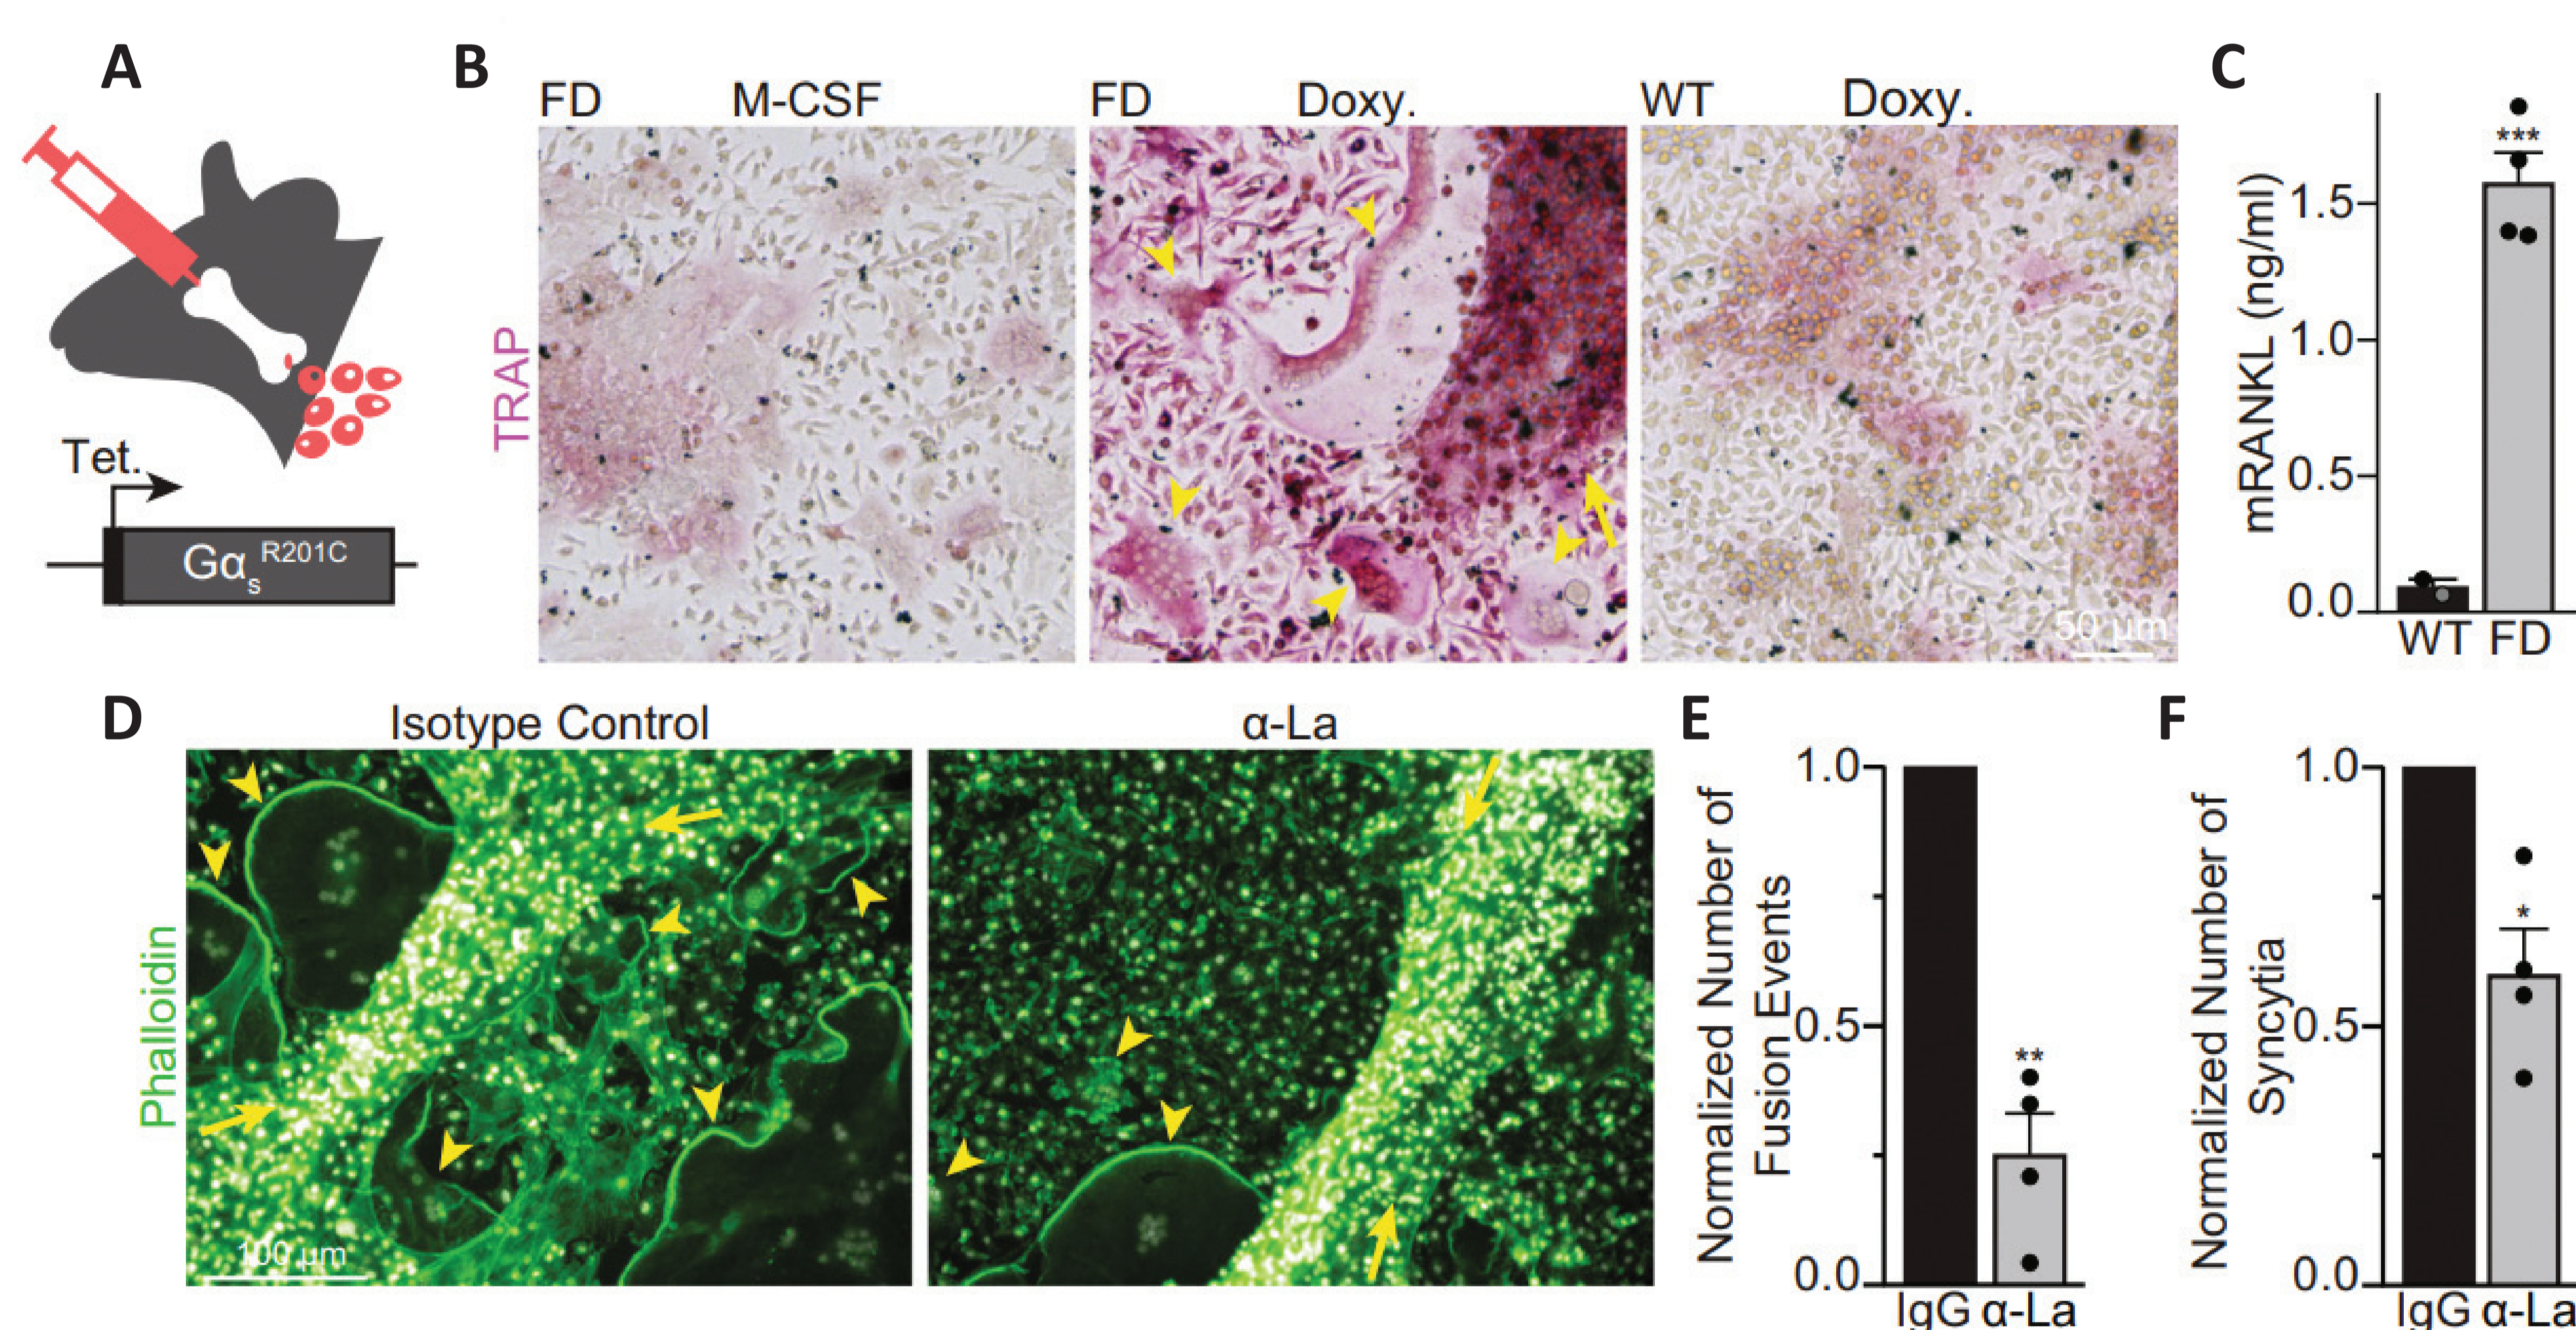 A
Tet.
Gαs R201C
B
FD M-CSF
FD Doxy.
WT Doxy.
TRAP
50 µm
C
mRANKL (ng/ml)
1.5
1.0
0.5
0.0
***
WT FD
D
Isotype Control
α-La
Phalloidin
100 µm
E
Normalized Number of
Fusion Events
1.0
0.5
0.0
**
IgG α-La
F
Normalized Number of
Syncytia
1.0
0.5
0.0
*
IgG α-La